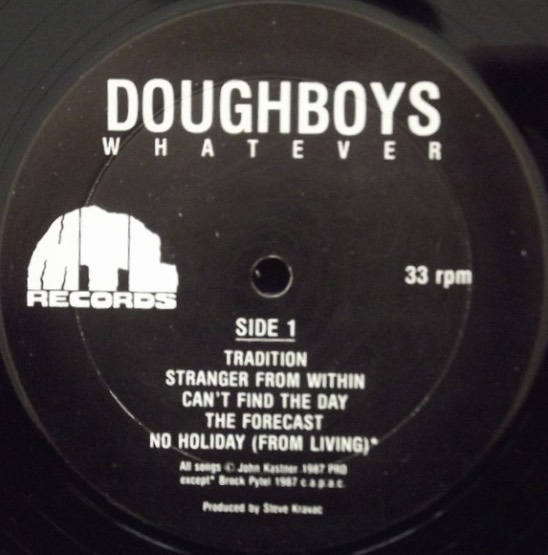 DOUGHBOYS
WHATEVER
MTL
RECORDS
33 rpm
SIDE 1
TRADITION
STRANGER FROM WITHIN
CAN'T FIND THE DAY
THE FORECAST
NO HOLIDAY (FROM LIVING)*
All songs © John Kastner 1987 PRO
except* Brock Pytel 1987 c.a.p.a.c.
Produced by Steve Kravac